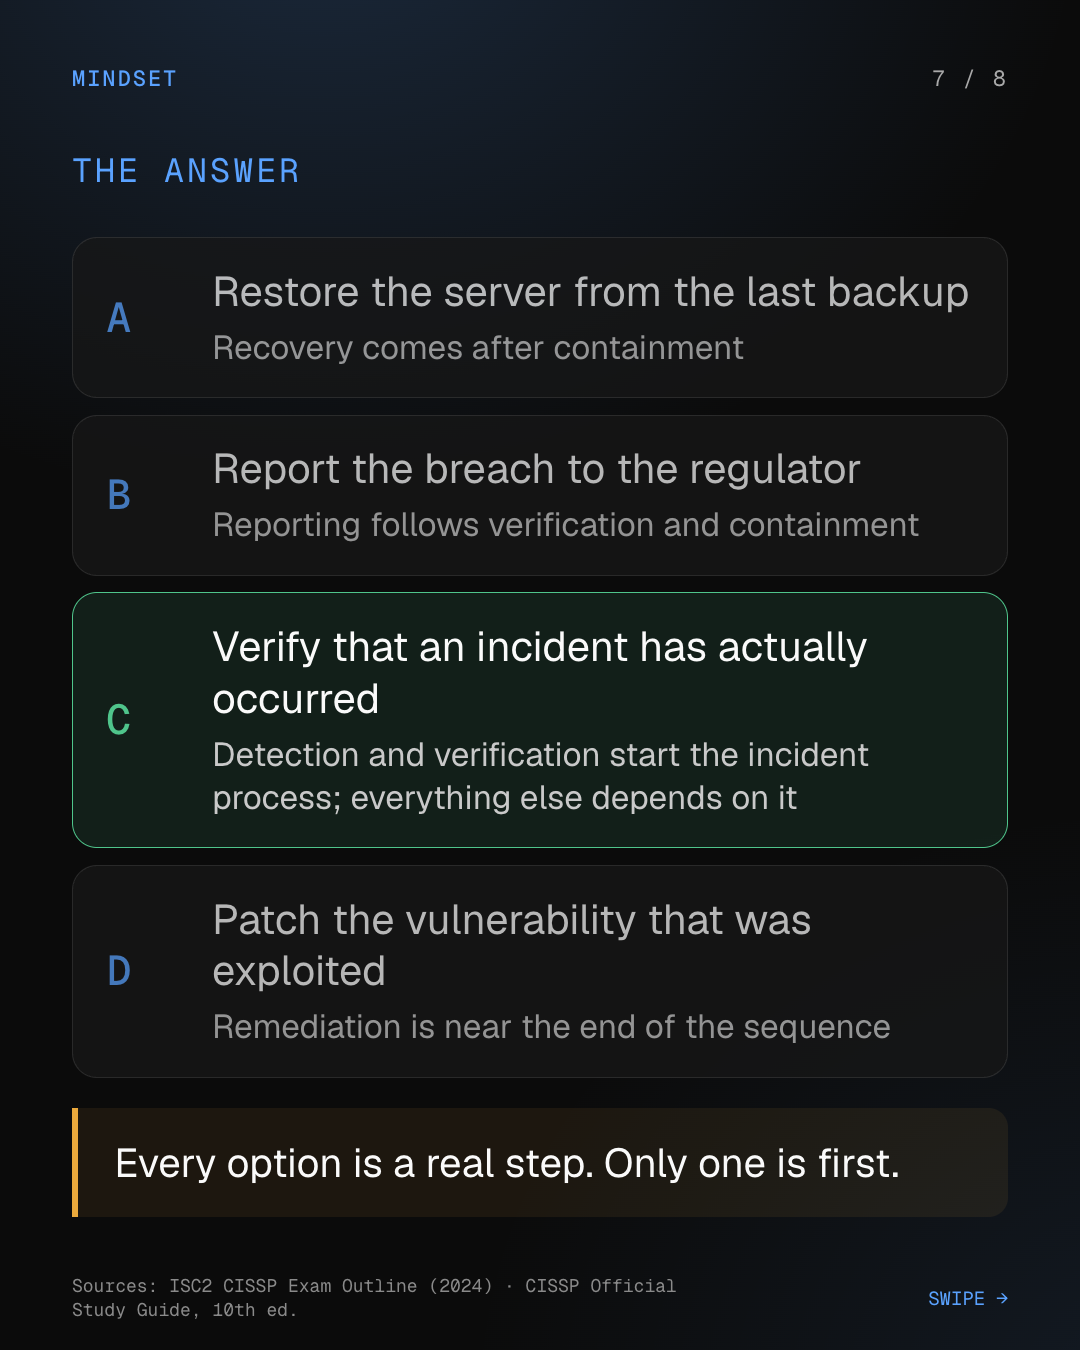 MINDSET
7 / 8
THE ANSWER
A
Restore the server from the last backup
Recovery comes after containment
B
Report the breach to the regulator
Reporting follows verification and containment
C
Verify that an incident has actually
occurred
Detection and verification start the incident
process; everything else depends on it
D
Patch the vulnerability that was
exploited
Remediation is near the end of the sequence
Every option is a real step. Only one is first.
Sources: ISC2 CISSP Exam Outline (2024) · CISSP Official
Study Guide, 10th ed.
SWIPE →